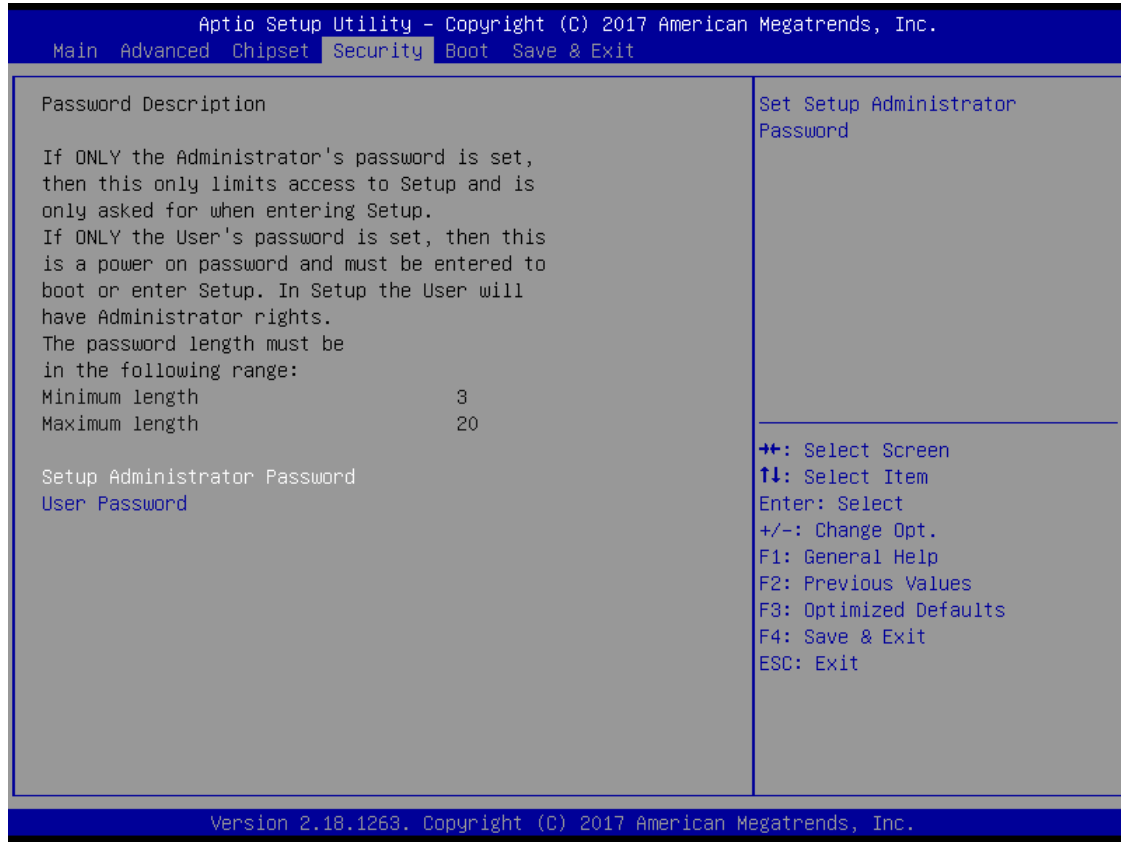 Aptio Setup Utility – Copyright (C) 2017 American Megatrends, Inc.
Main Advanced Chipset Security Boot Save & Exit
Password Description
If ONLY the Administrator's password is set,
then this only limits access to Setup and is
only asked for when entering Setup.
If ONLY the User's password is set, then this
is a power on password and must be entered to
boot or enter Setup. In Setup the User will
have Administrator rights.
The password length must be
in the following range:
Minimum length 3
Maximum length 20
Setup Administrator Password
User Password
Set Setup Administrator
Password
→←: Select Screen
↑↓: Select Item
Enter: Select
+/-: Change Opt.
F1: General Help
F2: Previous Values
F3: Optimized Defaults
F4: Save & Exit
ESC: Exit
Version 2.18.1263. Copyright (C) 2017 American Megatrends, Inc.